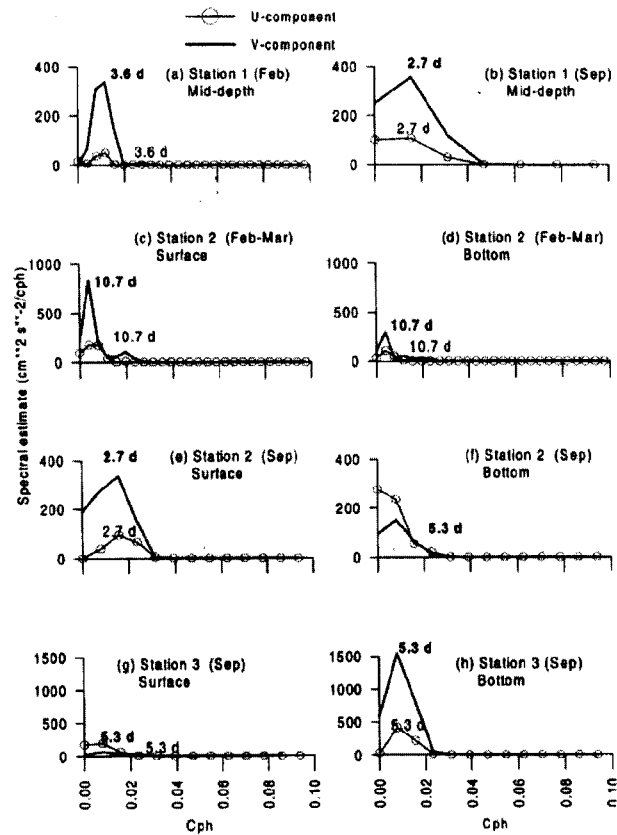 U-component
V-component
(a) Station 1 (Feb)
Mid-depth
400
200
0
3.6 d
3.6 d
(b) Station 1 (Sep)
Mid-depth
400
200
0
2.7 d
2.7 d
(c) Station 2 (Feb-Mar)
Surface
1000
500
0
10.7 d
10.7 d
(d) Station 2 (Feb-Mar)
Bottom
1000
500
0
10.7 d
10.7 d
Spectral estimate (cm**2 s**-2/cph)
(e) Station 2 (Sep)
Surface
400
200
0
2.7 d
2.7 d
(f) Station 2 (Sep)
Bottom
400
200
0
5.3 d
(g) Station 3 (Sep)
Surface
1500
1000
500
0
5.3 d
5.3 d
(h) Station 3 (Sep)
Bottom
1500
1000
500
0
5.3 d
5.3 d
0.00
0.02
0.04
0.06
0.08
0.10
Cph
0.00
0.02
0.04
0.06
0.08
0.10
Cph